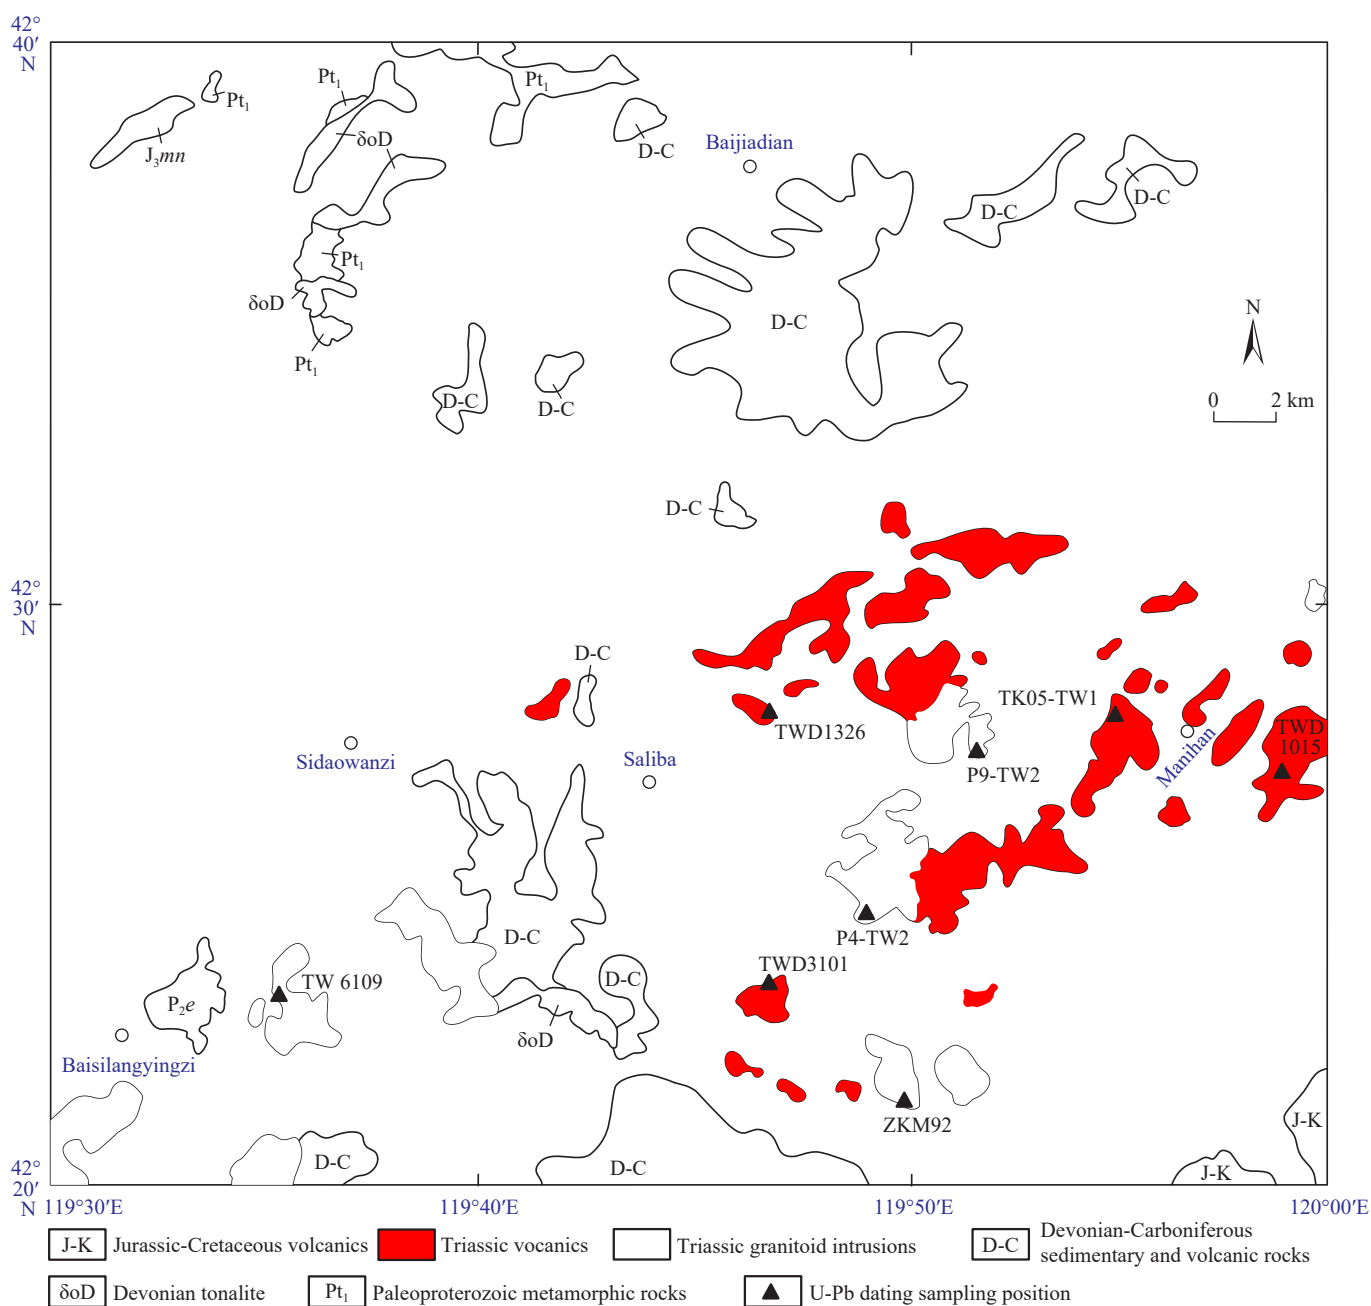 42°
40′
N
Pt1
Pt1
Pt1
J3mn
δoD
D-C
Baijiadian
D-C
D-C
Pt1
δoD
Pt1
D-C
N
0 2 km
D-C
D-C
D-C
42°
30′
N
D-C
TK05-TW1
TWD1326
TWD
1015
Manihan
Sidaowanzi
Saliba
P9-TW2
P4-TW2
D-C
TWD3101
D-C
TW 6109
P2e
δoD
Baisilangyingzi
ZKM92
J-K
D-C
D-C
J-K
42°
20′
N
119°30′E 119°40′E 119°50′E 120°00′E
J-K Jurassic-Cretaceous volcanics
Triassic vocanics
Triassic granitoid intrusions
D-C Devonian-Carboniferous
sedimentary and volcanic rocks
δoD Devonian tonalite
Pt1 Paleoproterozoic metamorphic rocks
U-Pb dating sampling position